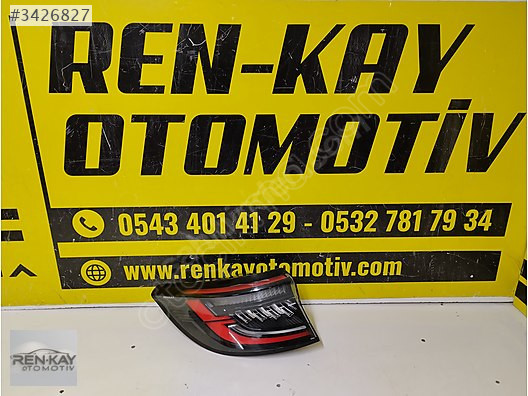 #3426827
REN-KAY
OTOMOTİV
0543 401 41 29 - 0532 781 79 34
www.renkayotomotiv.com
REN-KAY
OTOMOTİV